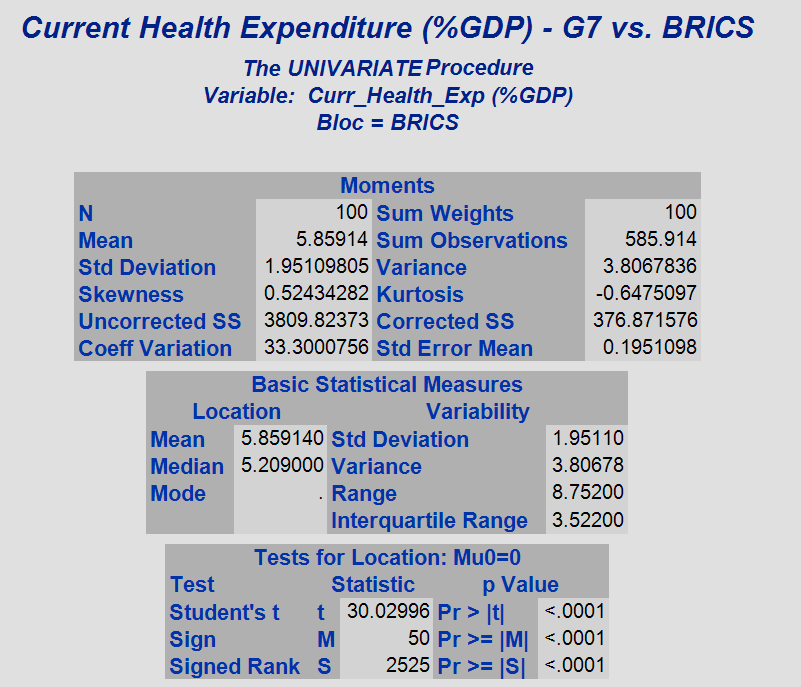 Current Health Expenditure (%GDP) - G7 vs. BRICS
The UNIVARIATE Procedure
Variable: Curr_Health_Exp (%GDP)
Bloc = BRICS
Moments
N 100 Sum Weights 100
Mean 5.85914 Sum Observations 585.914
Std Deviation 1.95109805 Variance 3.8067836
Skewness 0.52434282 Kurtosis -0.6475097
Uncorrected SS 3809.82373 Corrected SS 376.871576
Coeff Variation 33.3000756 Std Error Mean 0.1951098
Basic Statistical Measures
Location Variability
Mean 5.859140 Std Deviation 1.95110
Median 5.209000 Variance 3.80678
Mode . Range 8.75200
Interquartile Range 3.52200
Tests for Location: Mu0=0
Test Statistic p Value
Student's t t 30.02996 Pr > |t| <.0001
Sign M 50 Pr >= |M| <.0001
Signed Rank S 2525 Pr >= |S| <.0001